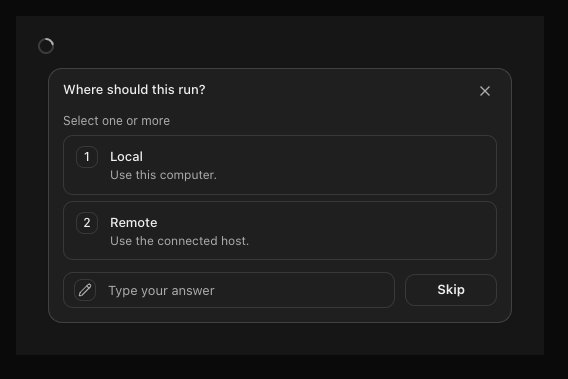 Where should this run?
Select one or more
1 Local
Use this computer.
2 Remote
Use the connected host.
Type your answer
Skip